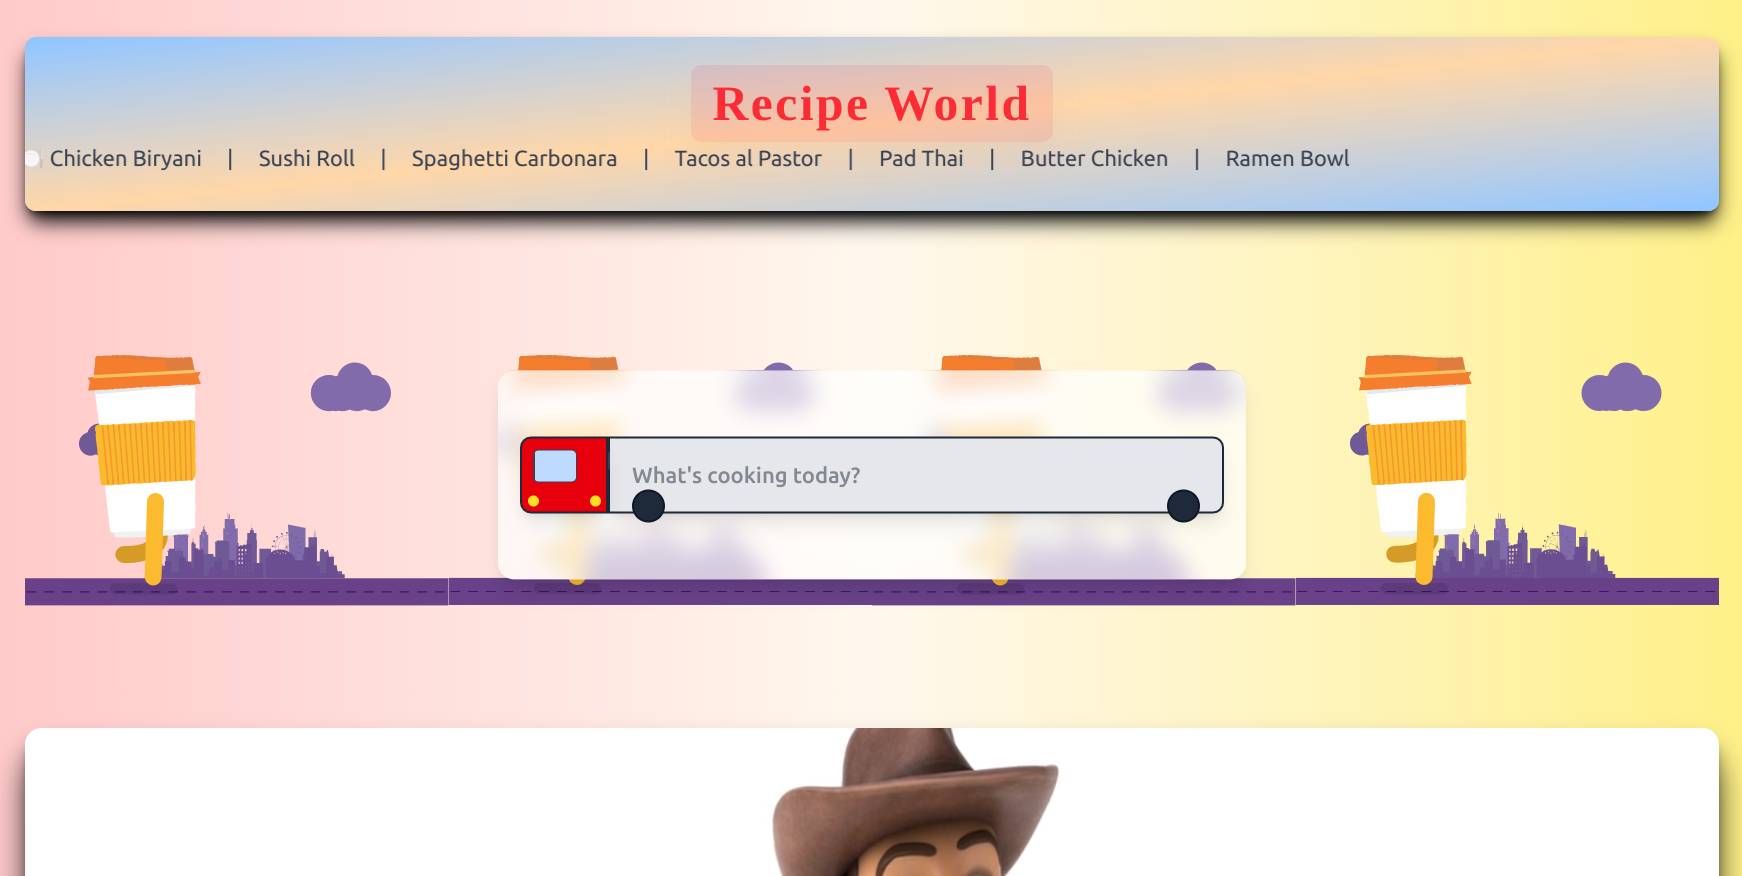 Recipe World
Chicken Biryani | Sushi Roll | Spaghetti Carbonara | Tacos al Pastor | Pad Thai | Butter Chicken | Ramen Bowl
What's cooking today?